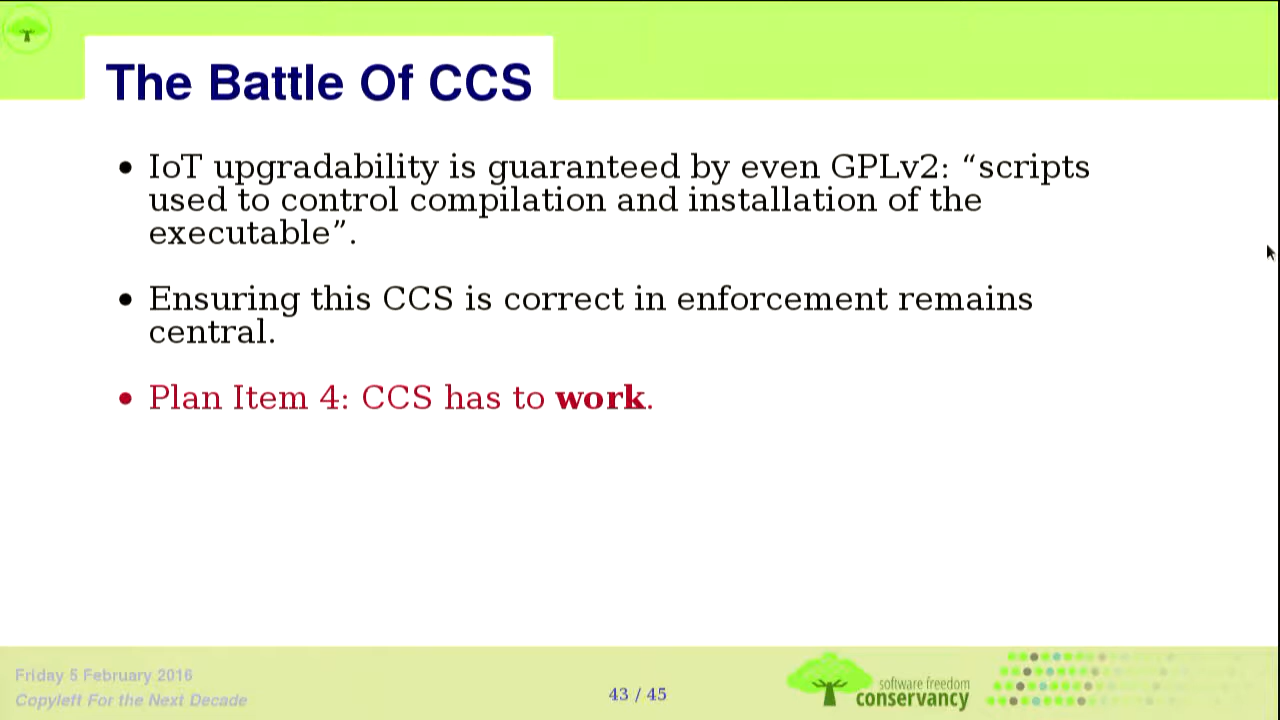 The Battle Of CCS
• IoT upgradability is guaranteed by even GPLv2: “scripts
used to control compilation and installation of the
executable”.
• Ensuring this CCS is correct in enforcement remains
central.
• Plan Item 4: CCS has to work.
Friday 5 February 2016
Copyleft For the Next Decade
43 / 45
software freedom
conservancy